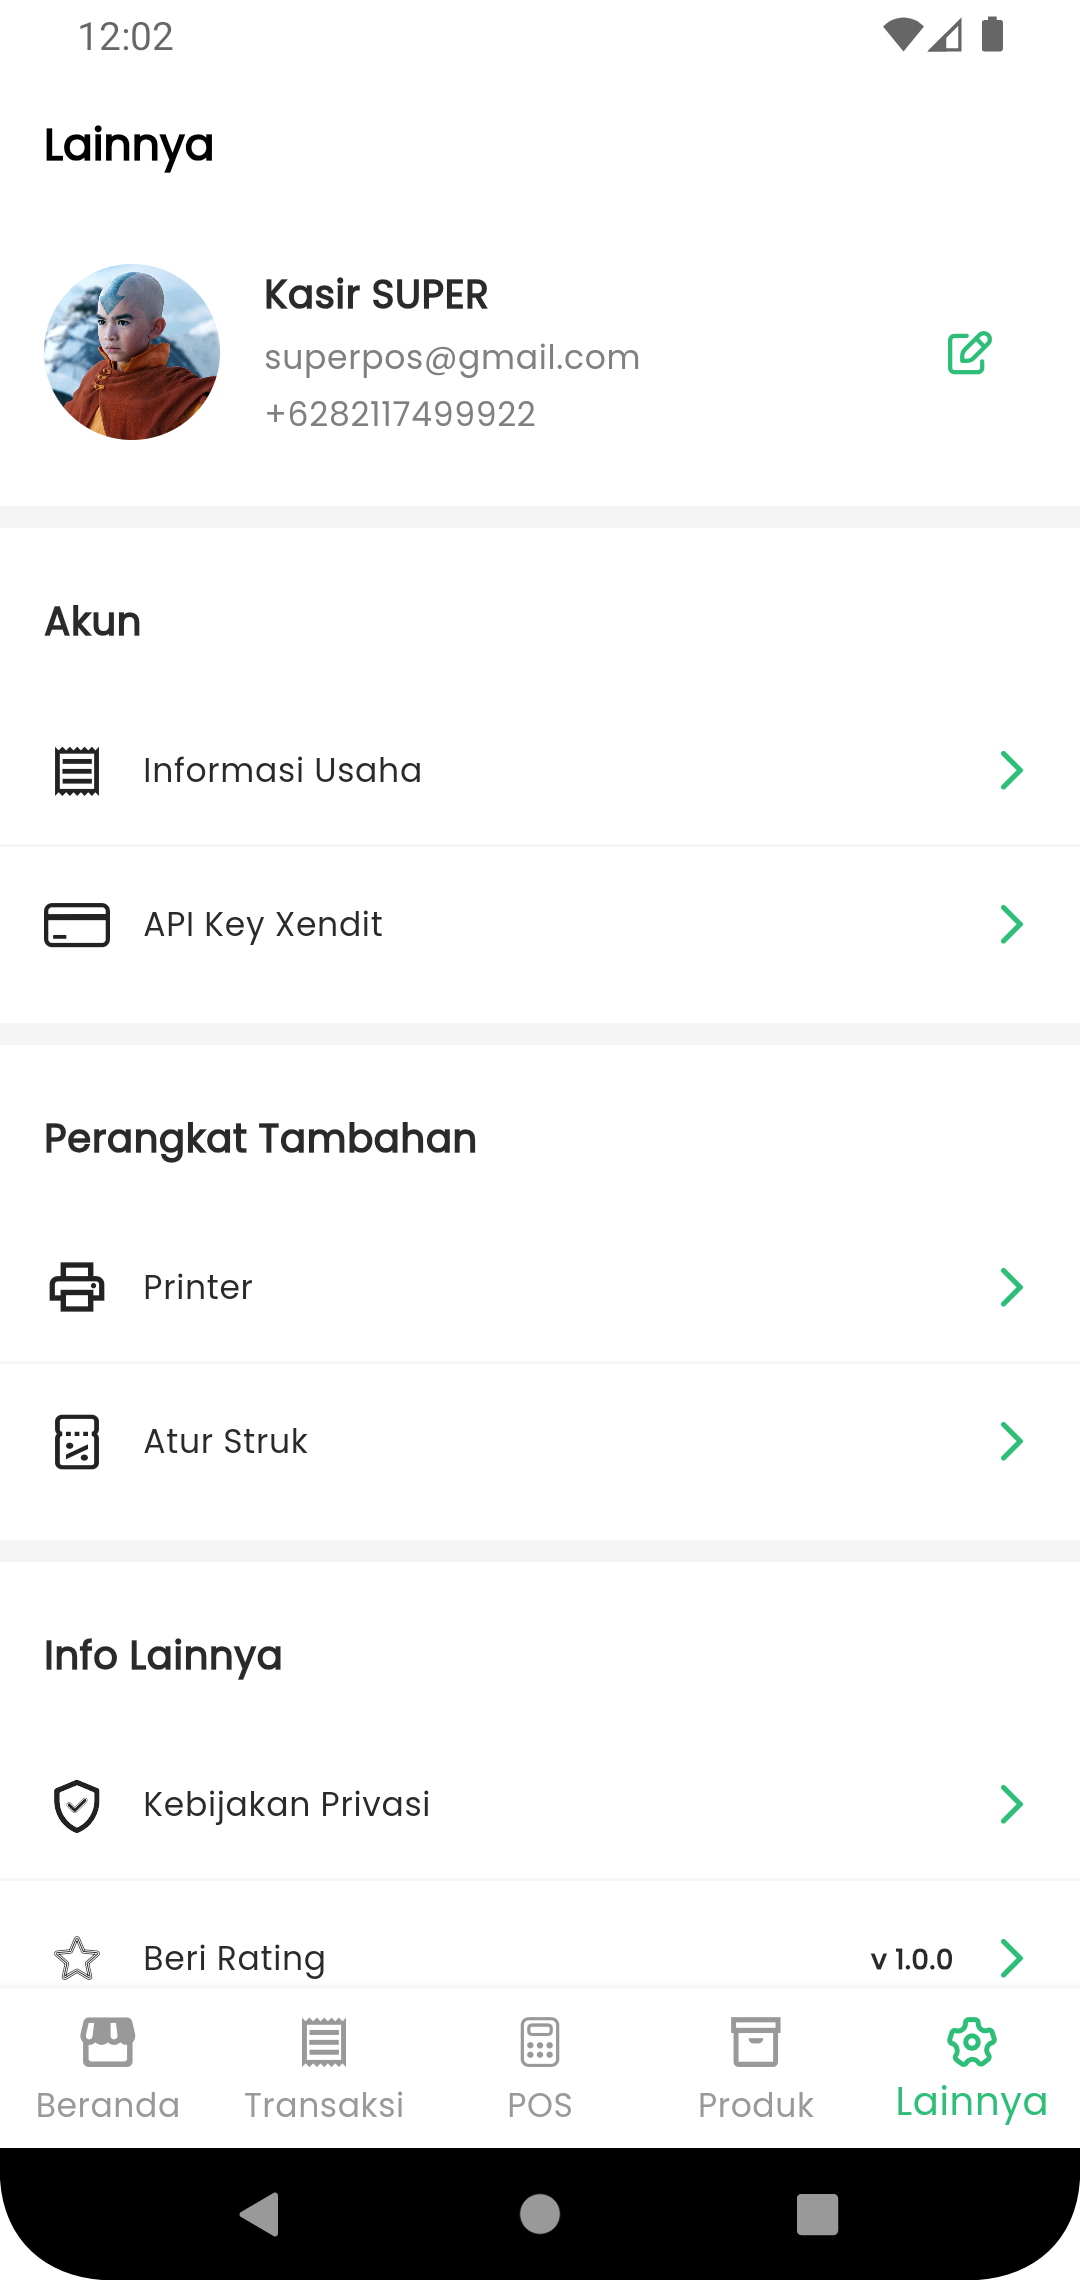 12:02
Lainnya
Kasir SUPER
superpos@gmail.com
+6282117499922
Akun
Informasi Usaha
API Key Xendit
Perangkat Tambahan
Printer
Atur Struk
Info Lainnya
Kebijakan Privasi
Beri Rating v 1.0.0
Beranda Transaksi POS Produk Lainnya